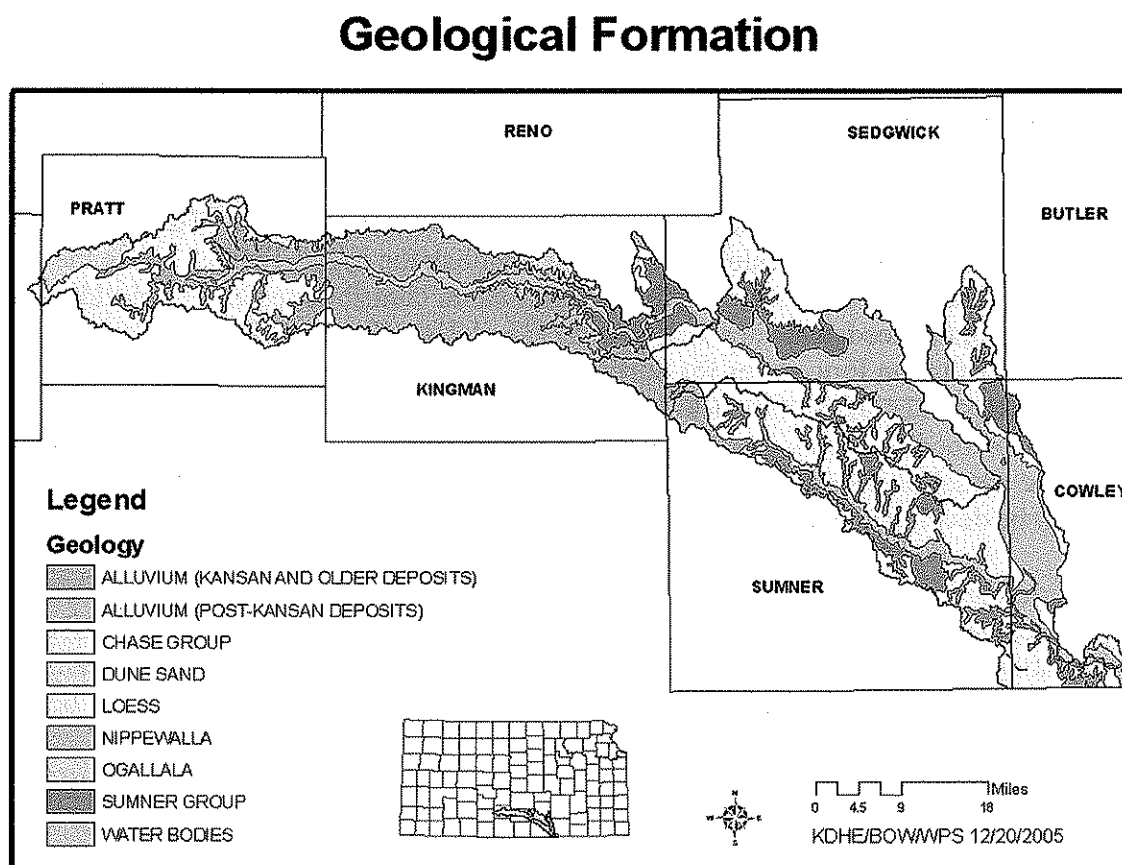 Geological Formation
RENO
SEDGWICK
PRATT
BUTLER
KINGMAN
COWLEY
SUMNER
Legend
Geology
ALLUVIUM (KANSAN AND OLDER DEPOSITS)
ALLUVIUM (POST-KANSAN DEPOSITS)
CHASE GROUP
DUNE SAND
LOESS
NIPPEWALLA
OGALLALA
SUMNER GROUP
WATER BODIES
N
W E
S
Miles
0 4.5 9 18
KDHE/BOW/WPS 12/20/2005